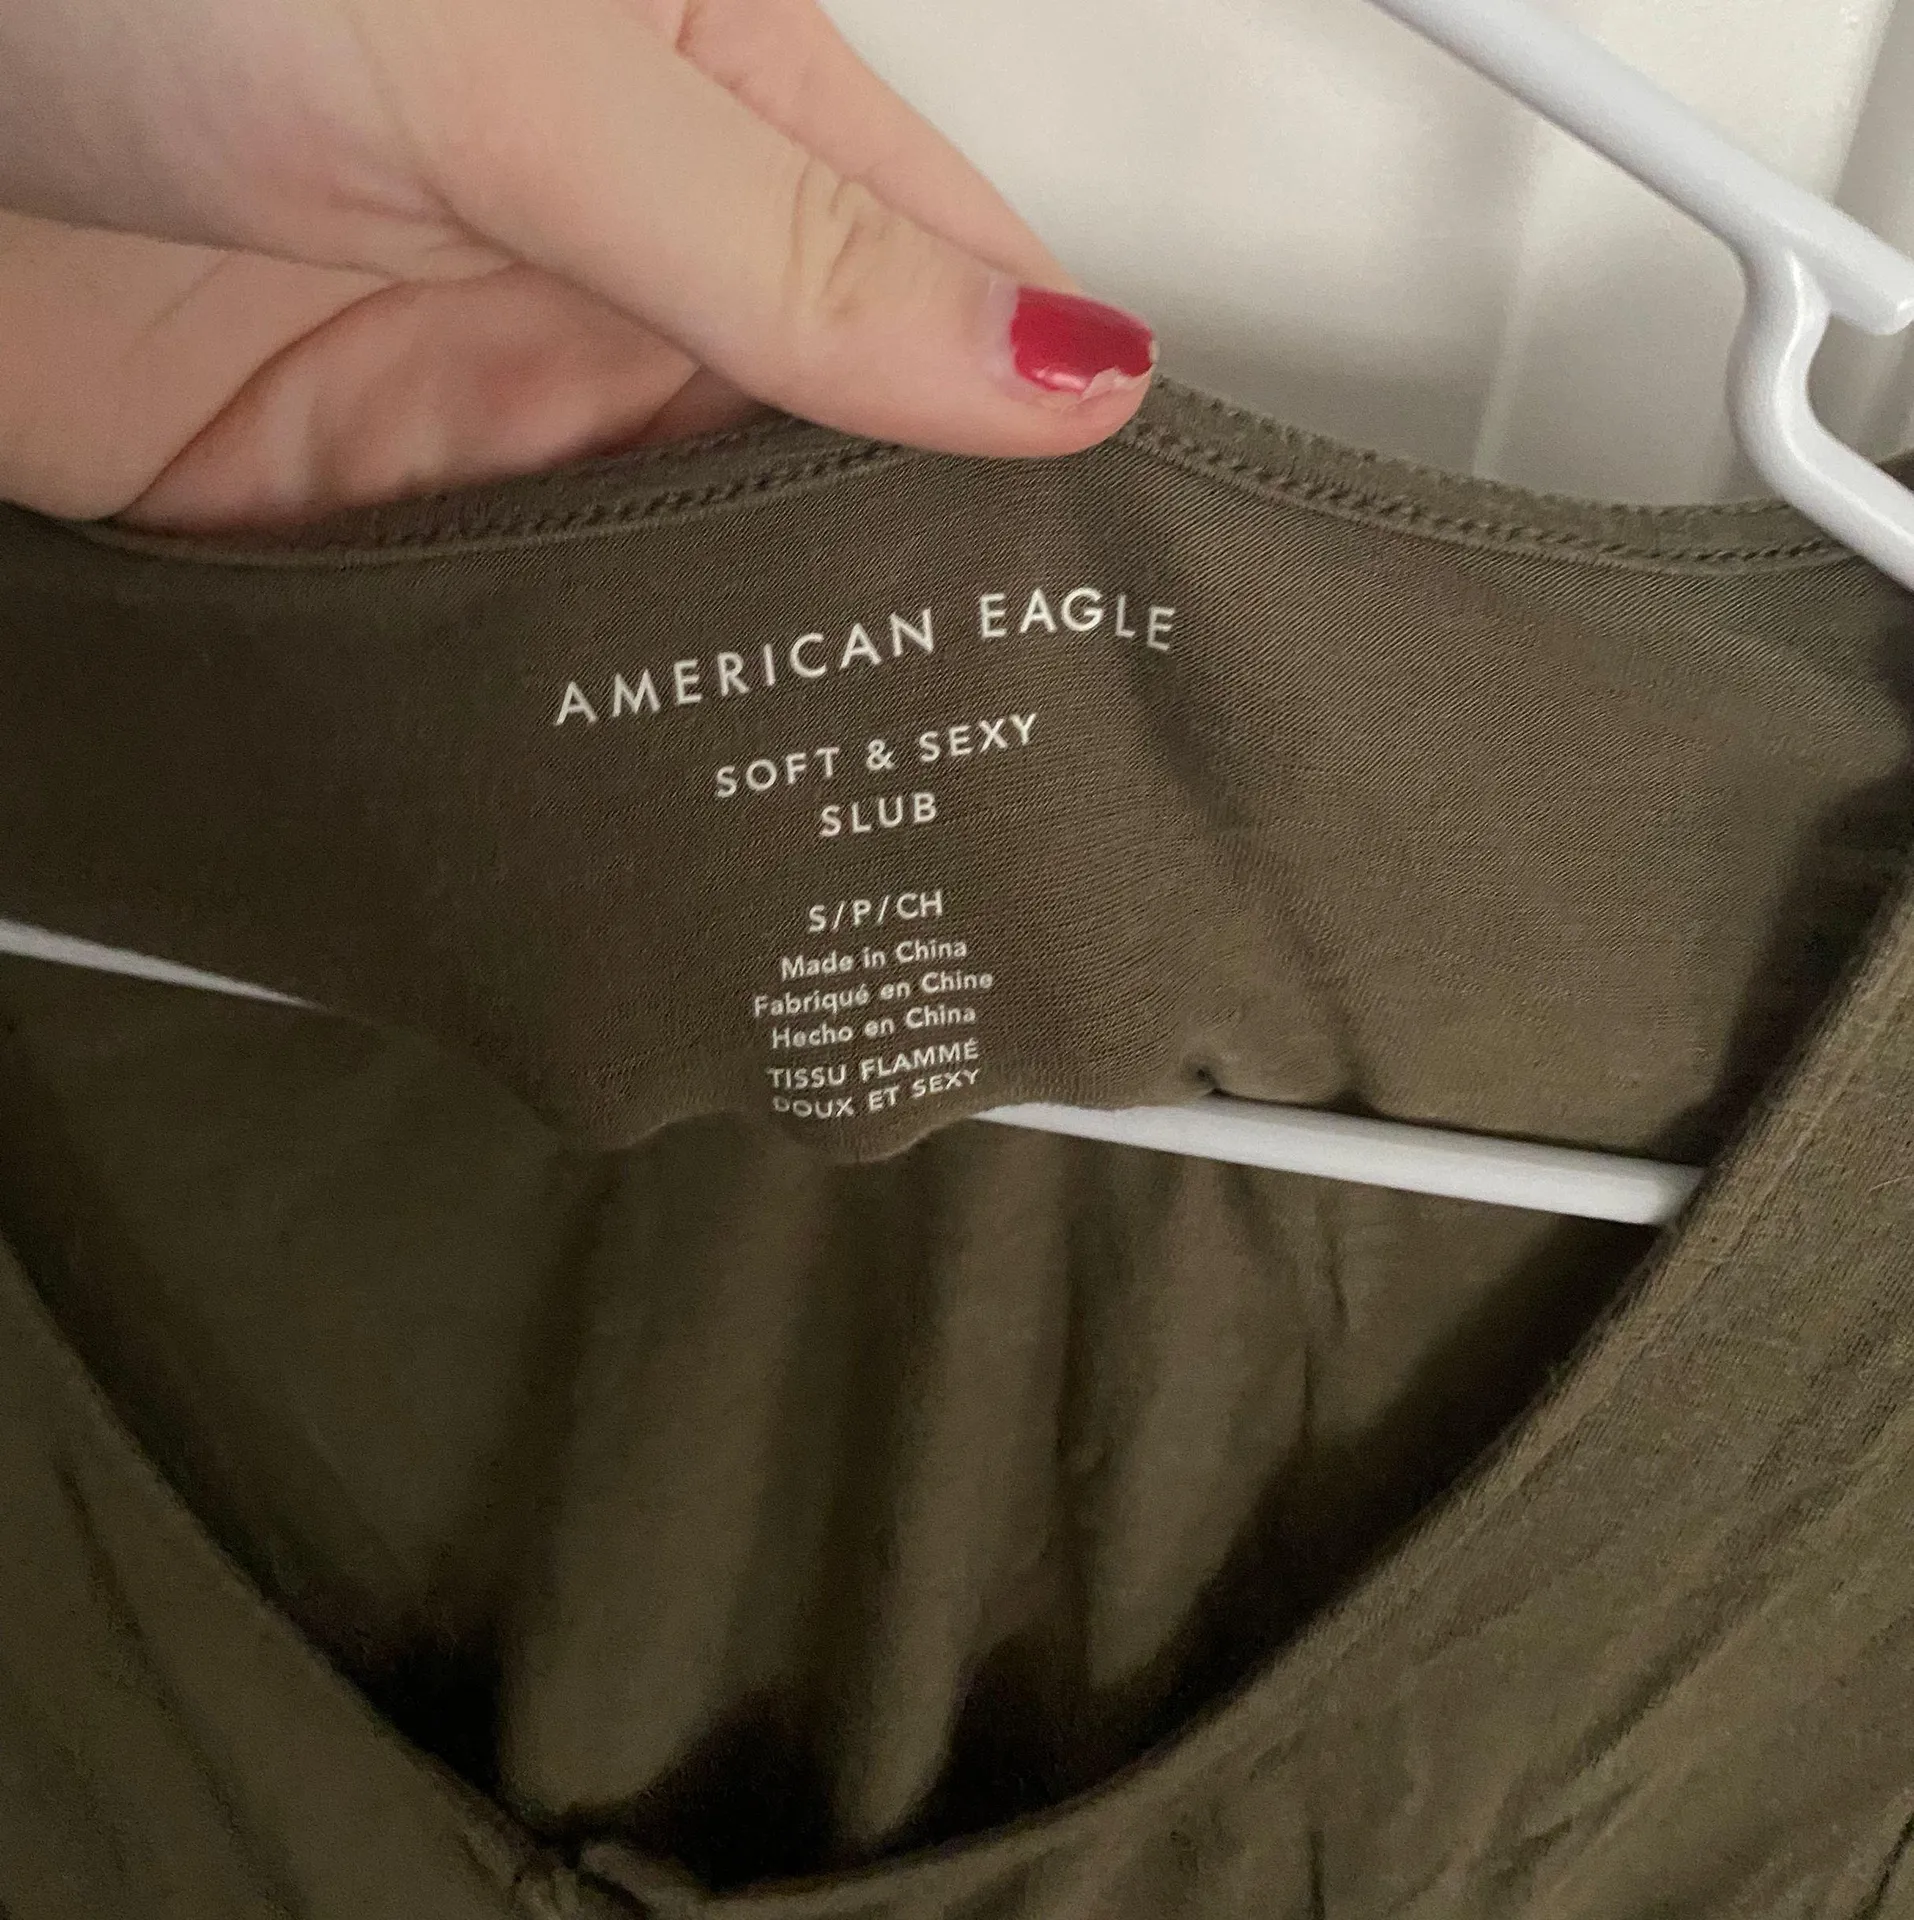 AMERICAN EAGLE
SOFT & SEXY
SLUB
S/P/CH
Made in China
Fabriqué en Chine
Hecho en China
TISSU FLAMMÉ
DOUX ET SEXY